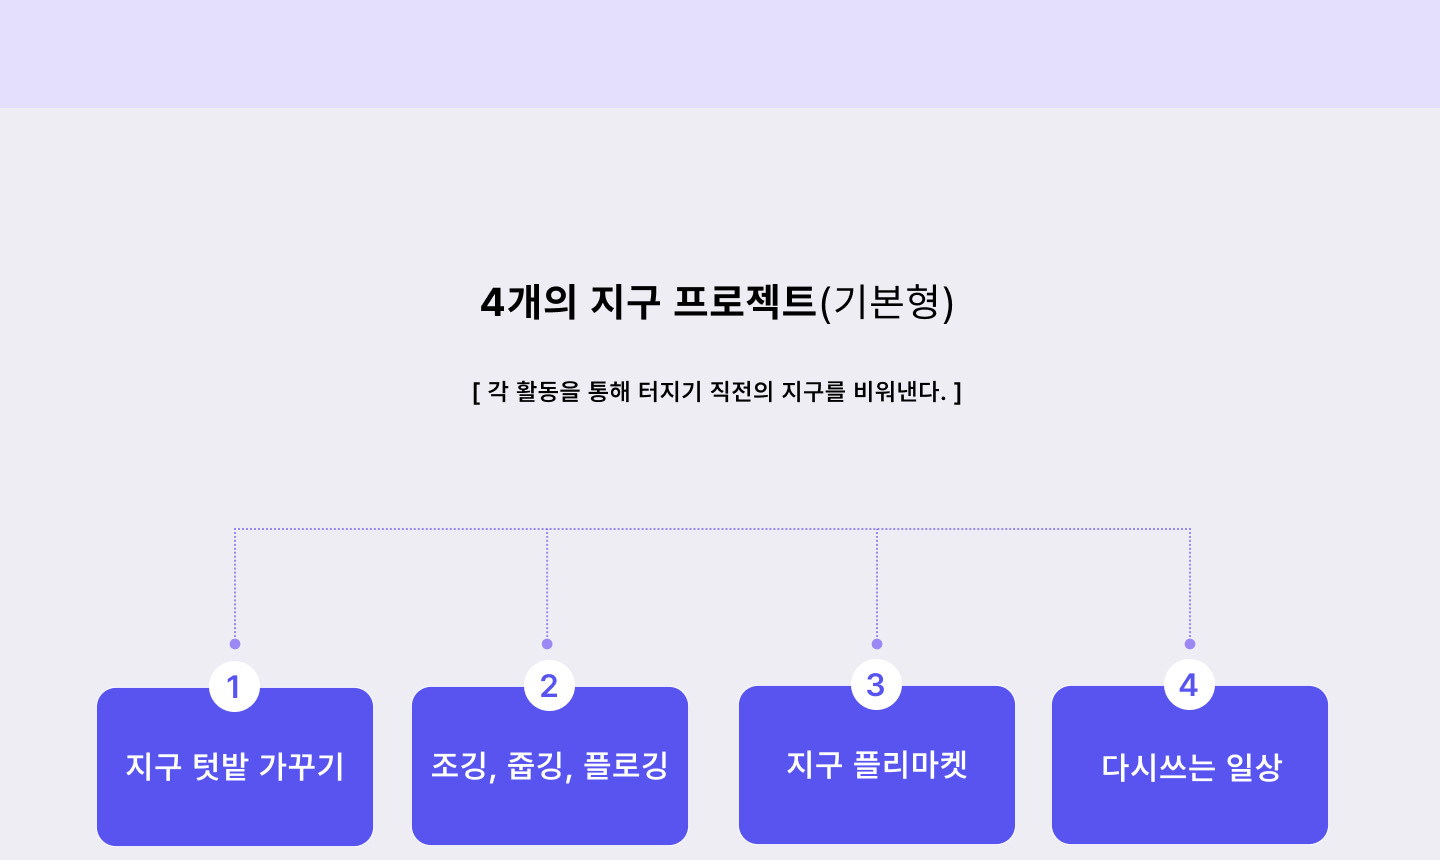 4개의 지구 프로젝트(기본형)
[ 각 활동을 통해 터지기 직전의 지구를 비워낸다. ]
1
지구 텃밭 가꾸기
2
조깅, 줍깅, 플로깅
3
지구 플리마켓
4
다시쓰는 일상